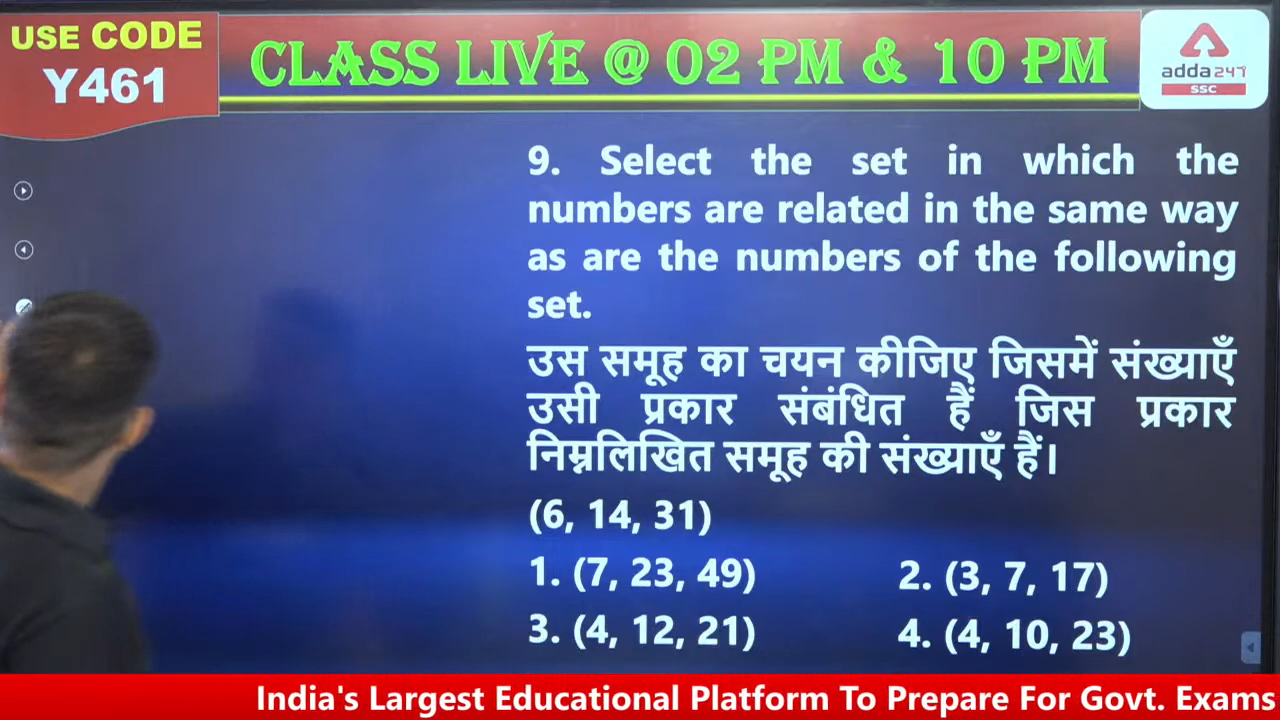 USE CODE
Y461
CLASS LIVE @ 02 PM & 10 PM
adda247
SSC
9. Select the set in which the
numbers are related in the same way
as are the numbers of the following
set.
उस समूह का चयन कीजिए जिसमें संख्याएँ
उसी प्रकार संबंधित हैं जिस प्रकार
निम्नलिखित समूह की संख्याएँ हैं।
(6, 14, 31)
1. (7, 23, 49) 2. (3, 7, 17)
3. (4, 12, 21) 4. (4, 10, 23)
India's Largest Educational Platform To Prepare For Govt. Exams